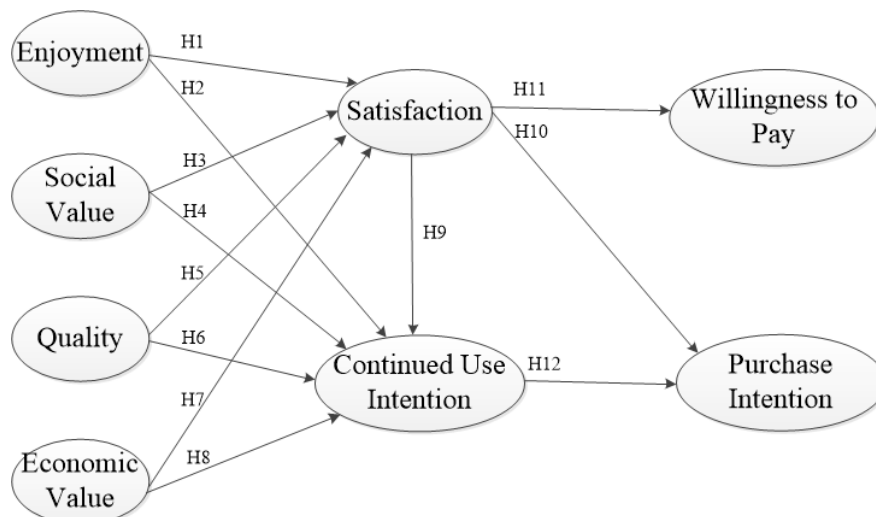 Enjoyment
H1
H2
Satisfaction
H11
H10
Willingness to
Pay
Social
Value
H3
H4
H9
Quality
H5
H6
Continued Use
Intention
H12
Purchase
Intention
H7
Economic
Value
H8